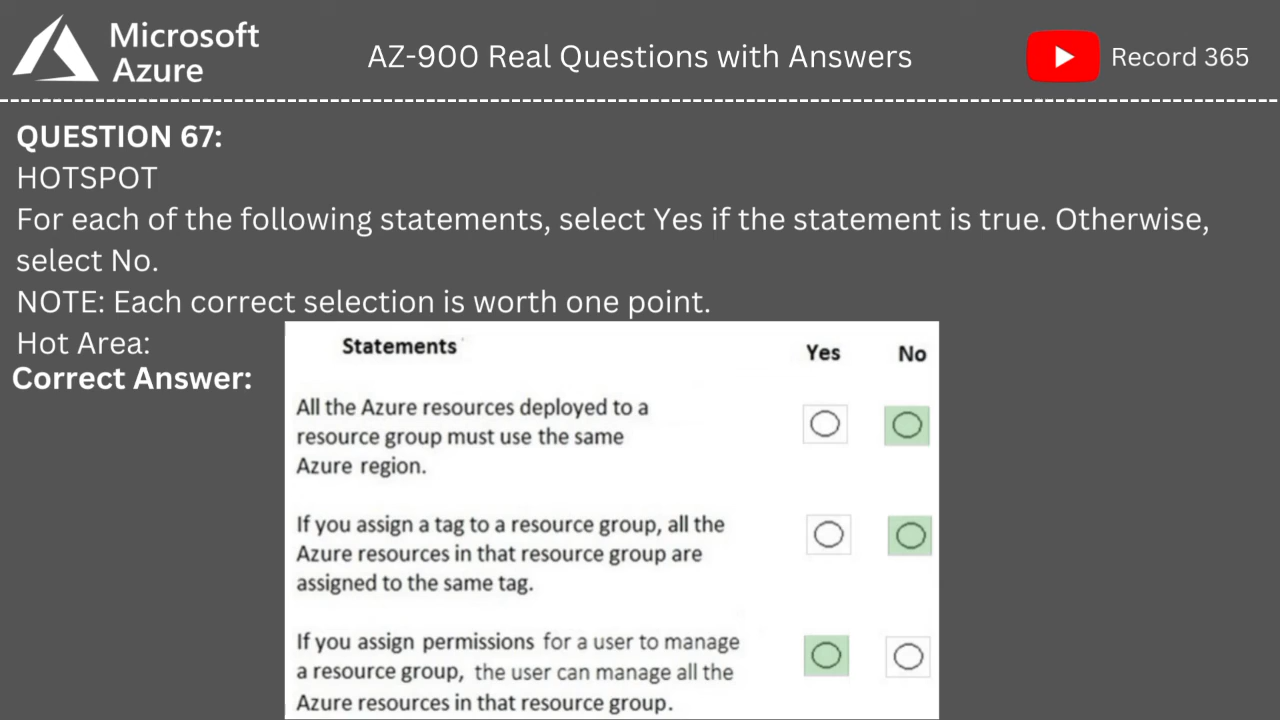 Microsoft
Azure
AZ-900 Real Questions with Answers
Record 365
QUESTION 67:
HOTSPOT
For each of the following statements, select Yes if the statement is true. Otherwise,
select No.
NOTE: Each correct selection is worth one point.
Hot Area:
Correct Answer:
Statements
Yes
No
All the Azure resources deployed to a
resource group must use the same
Azure region.
If you assign a tag to a resource group, all the
Azure resources in that resource group are
assigned to the same tag.
If you assign permissions for a user to manage
a resource group, the user can manage all the
Azure resources in that resource group.